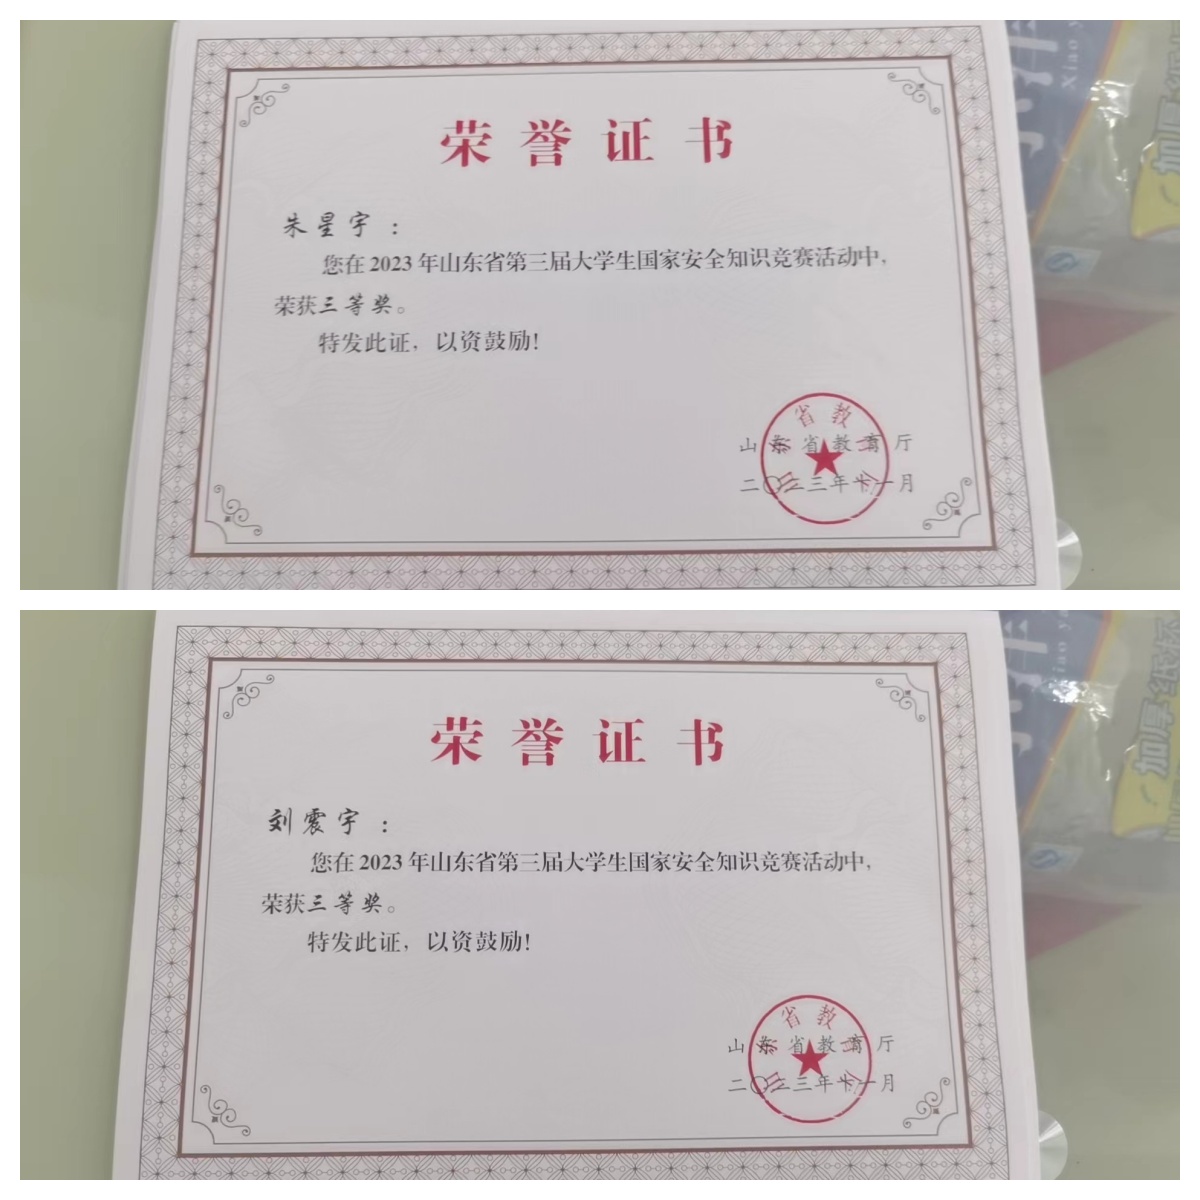 荣誉证书
朱星宇：
您在2023年山东省第三届大学生国家安全知识竞赛活动中，
荣获三等奖。
特发此证，以资鼓励！
山东省教育厅
二〇二三年十一月
加厚
荣誉证书
刘震宇：
您在2023年山东省第三届大学生国家安全知识竞赛活动中，
荣获三等奖。
特发此证，以资鼓励！
山东省教育厅
二〇二三年十一月
加厚纸杯